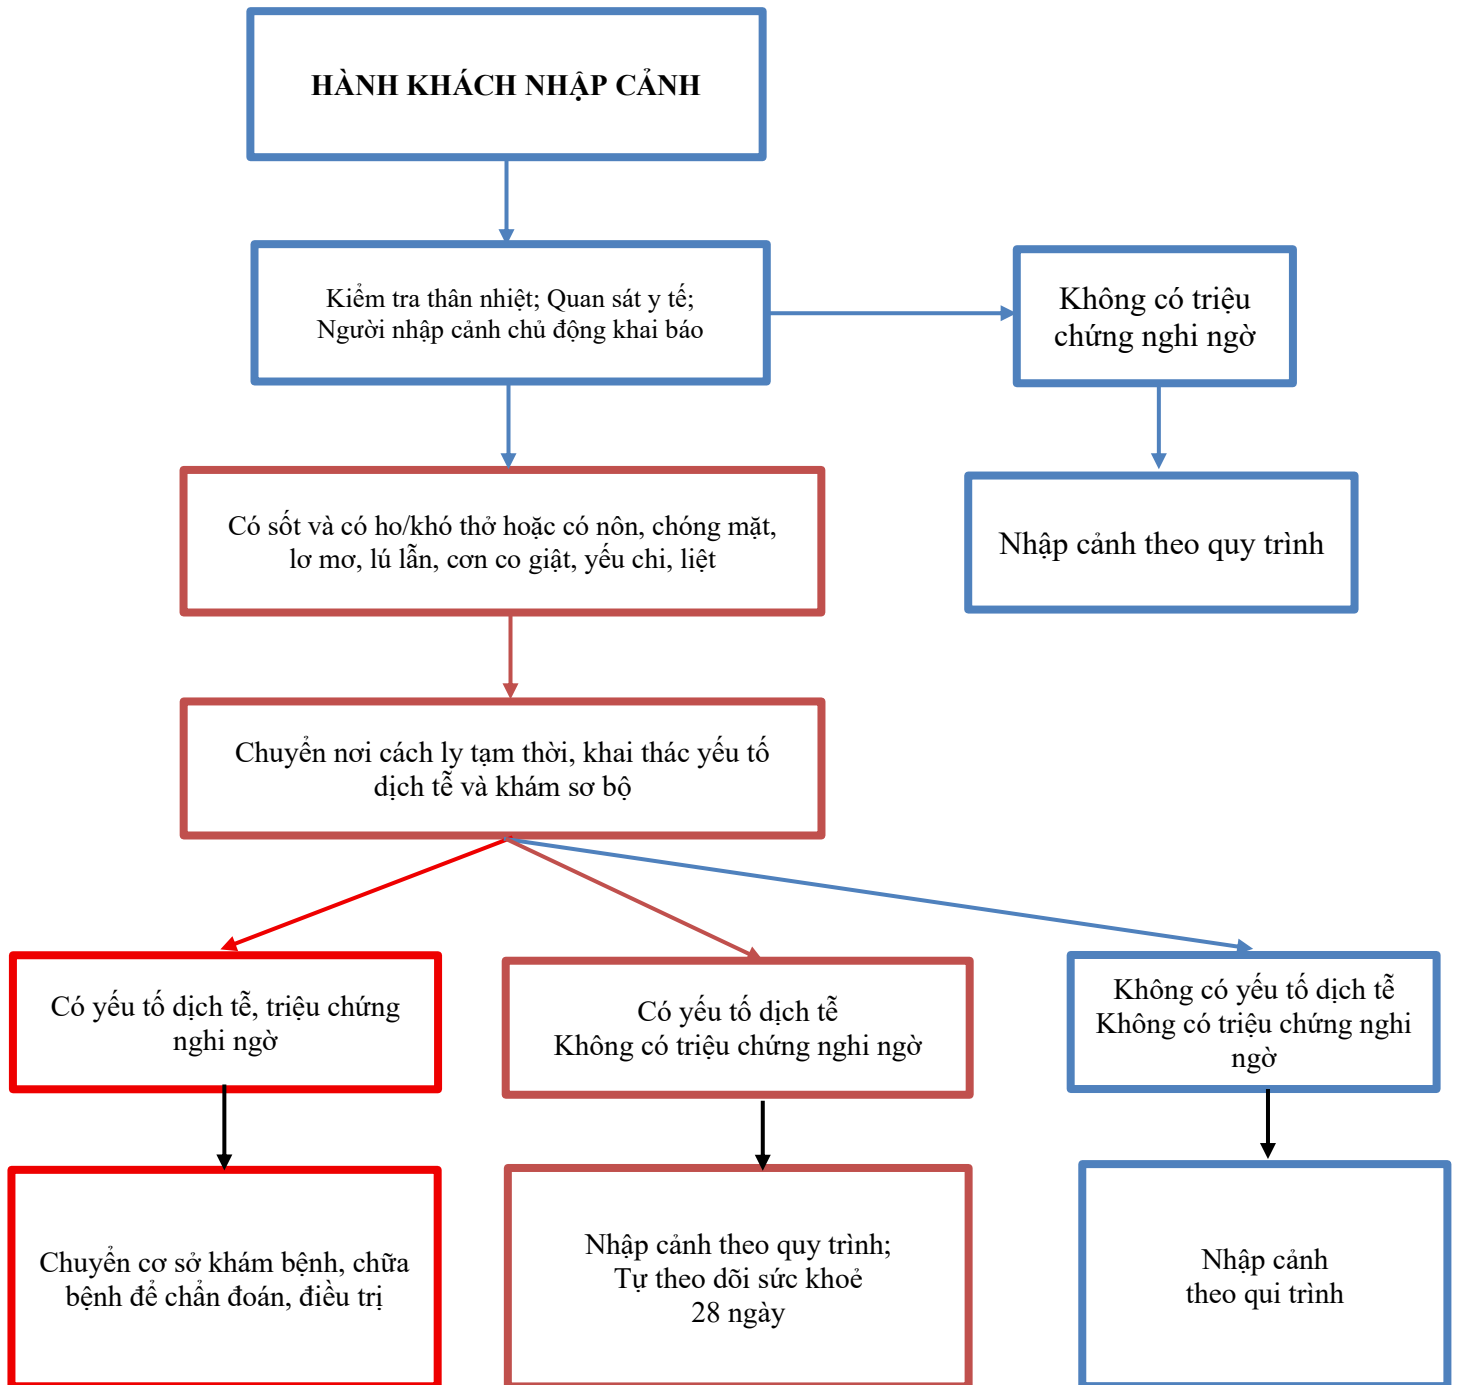 HÀNH KHÁCH NHẬP CẢNH
Kiểm tra thân nhiệt; Quan sát y tế;
Người nhập cảnh chủ động khai báo
Không có triệu
chứng nghi ngờ
Có sốt và có ho/khó thở hoặc có nôn, chóng mặt,
lơ mơ, lú lẫn, cơn co giật, yếu chi, liệt
Nhập cảnh theo quy trình
Chuyển nơi cách ly tạm thời, khai thác yếu tố
dịch tễ và khám sơ bộ
Có yếu tố dịch tễ, triệu chứng
nghi ngờ
Có yếu tố dịch tễ
Không có triệu chứng nghi ngờ
Không có yếu tố dịch tễ
Không có triệu chứng nghi
ngờ
Chuyển cơ sở khám bệnh, chữa
bệnh để chẩn đoán, điều trị
Nhập cảnh theo quy trình;
Tự theo dõi sức khoẻ
28 ngày
Nhập cảnh
theo qui trình